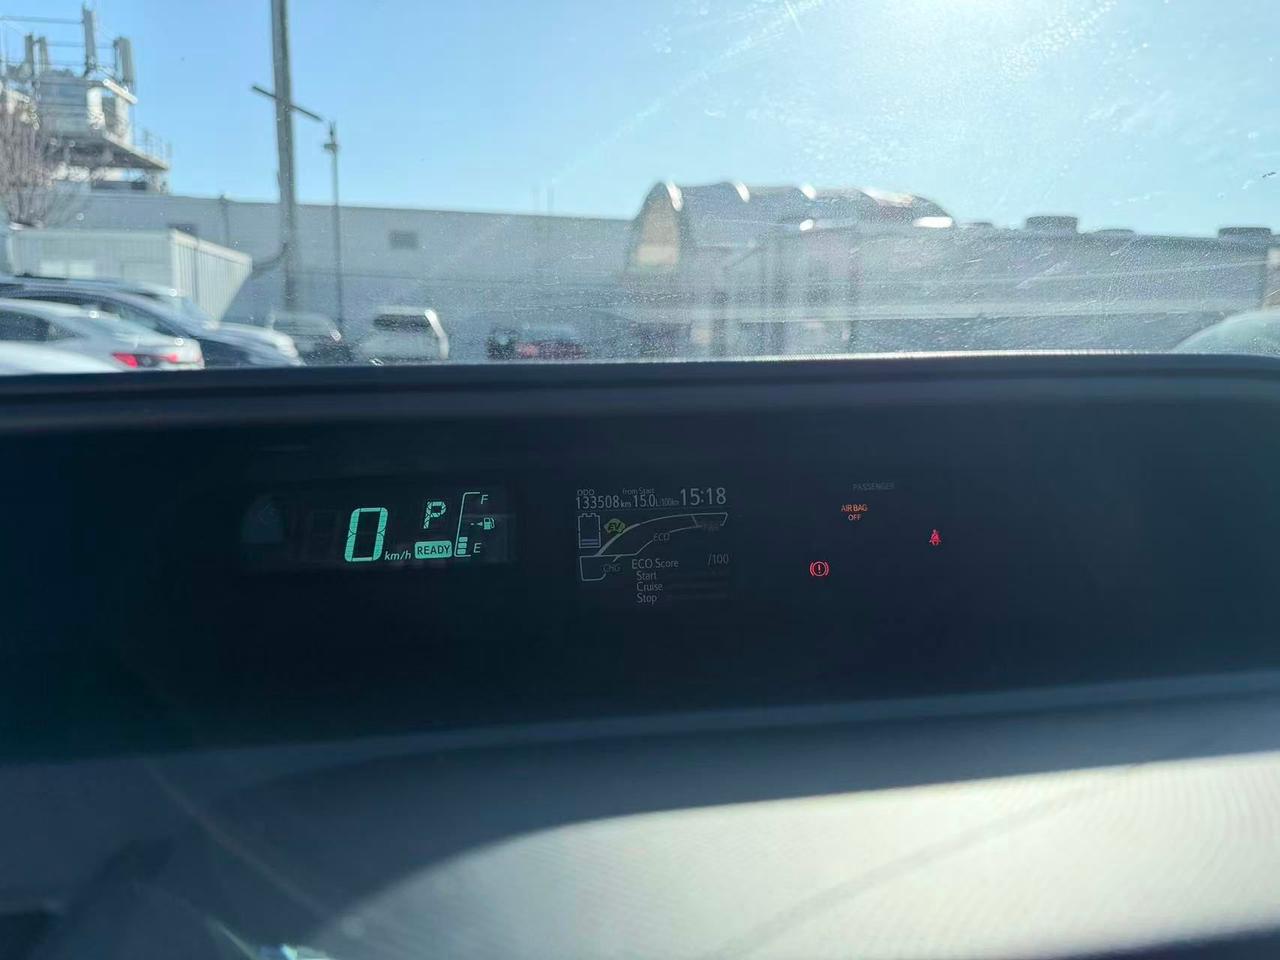 0 km/h
P
READY
F
E
ODO
133508 km
from Start
15.0 L/100km
15:18
EV
ECO
CHG
ECO Score /100
Start
Cruise
Stop
PASSENGER
AIR BAG
OFF